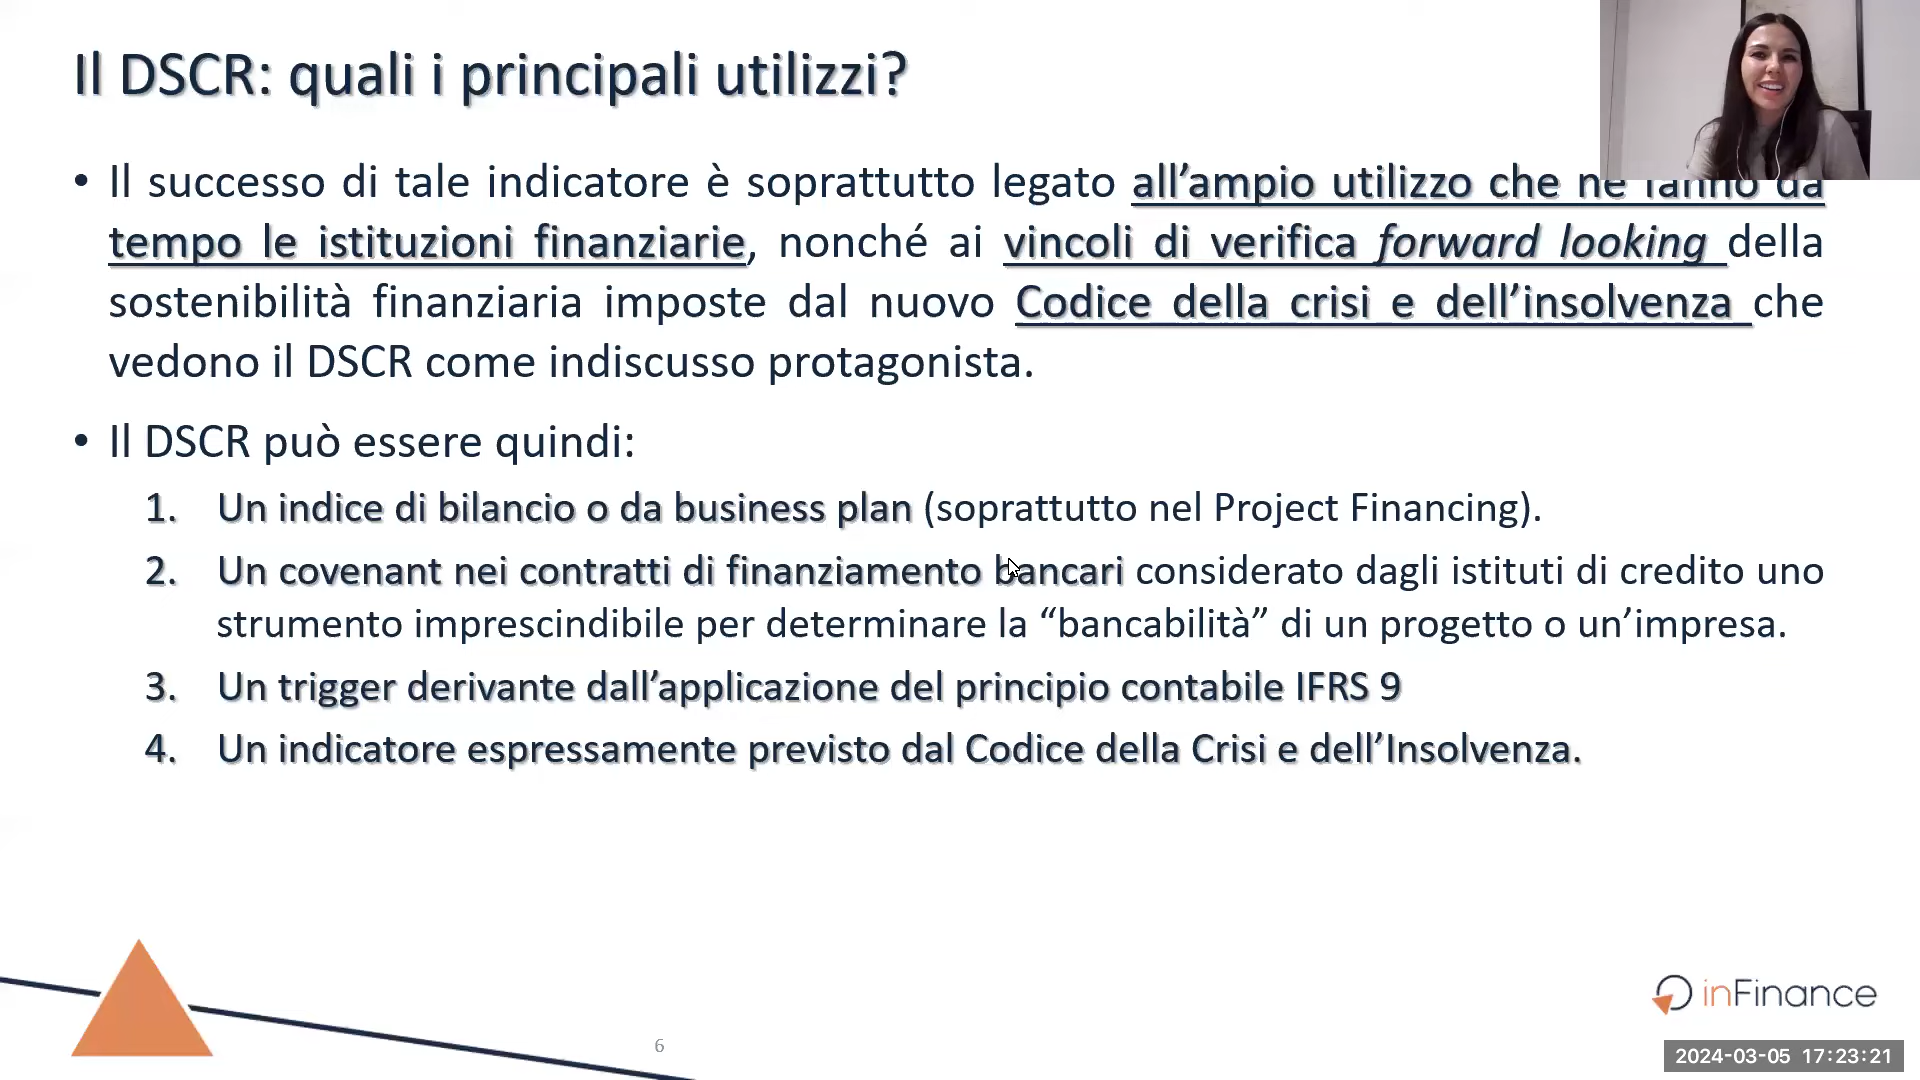 Il DSCR: quali i principali utilizzi?
• Il successo di tale indicatore è soprattutto legato all’ampio utilizzo che ne fanno da
tempo le istituzioni finanziarie, nonché ai vincoli di verifica forward looking della
sostenibilità finanziaria imposte dal nuovo Codice della crisi e dell’insolvenza che
vedono il DSCR come indiscusso protagonista.
• Il DSCR può essere quindi:
1. Un indice di bilancio o da business plan (soprattutto nel Project Financing).
2. Un covenant nei contratti di finanziamento bancari considerato dagli istituti di credito uno
strumento imprescindibile per determinare la “bancabilità” di un progetto o un’impresa.
3. Un trigger derivante dall’applicazione del principio contabile IFRS 9
4. Un indicatore espressamente previsto dal Codice della Crisi e dell’Insolvenza.
inFinance
6
2024-03-05 17:23:21